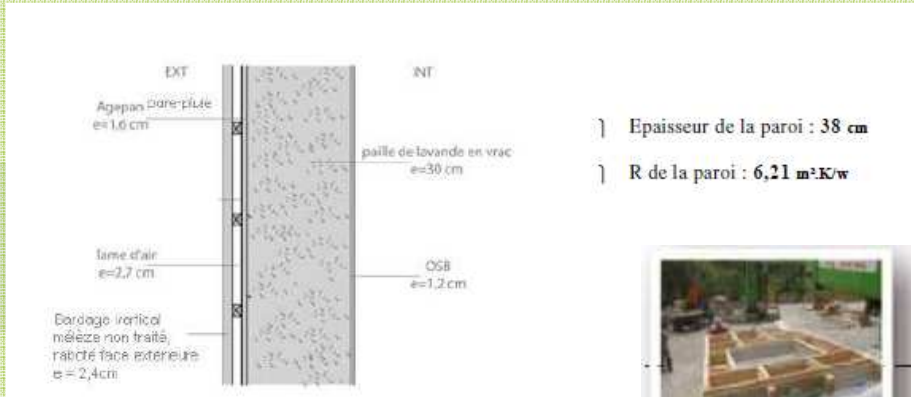 EXT
INT
Agepan pare-pluie
e=1,6 cm
paille de lavande en vrac
e=30 cm
lame d'air
e=2,7 cm
OSB
e=1,2 cm
Bardage vertical
mélèze non traité,
raboté face extérieure
e = 2,4cm
Epaisseur de la paroi : 38 cm
R de la paroi : 6,21 m².K/w